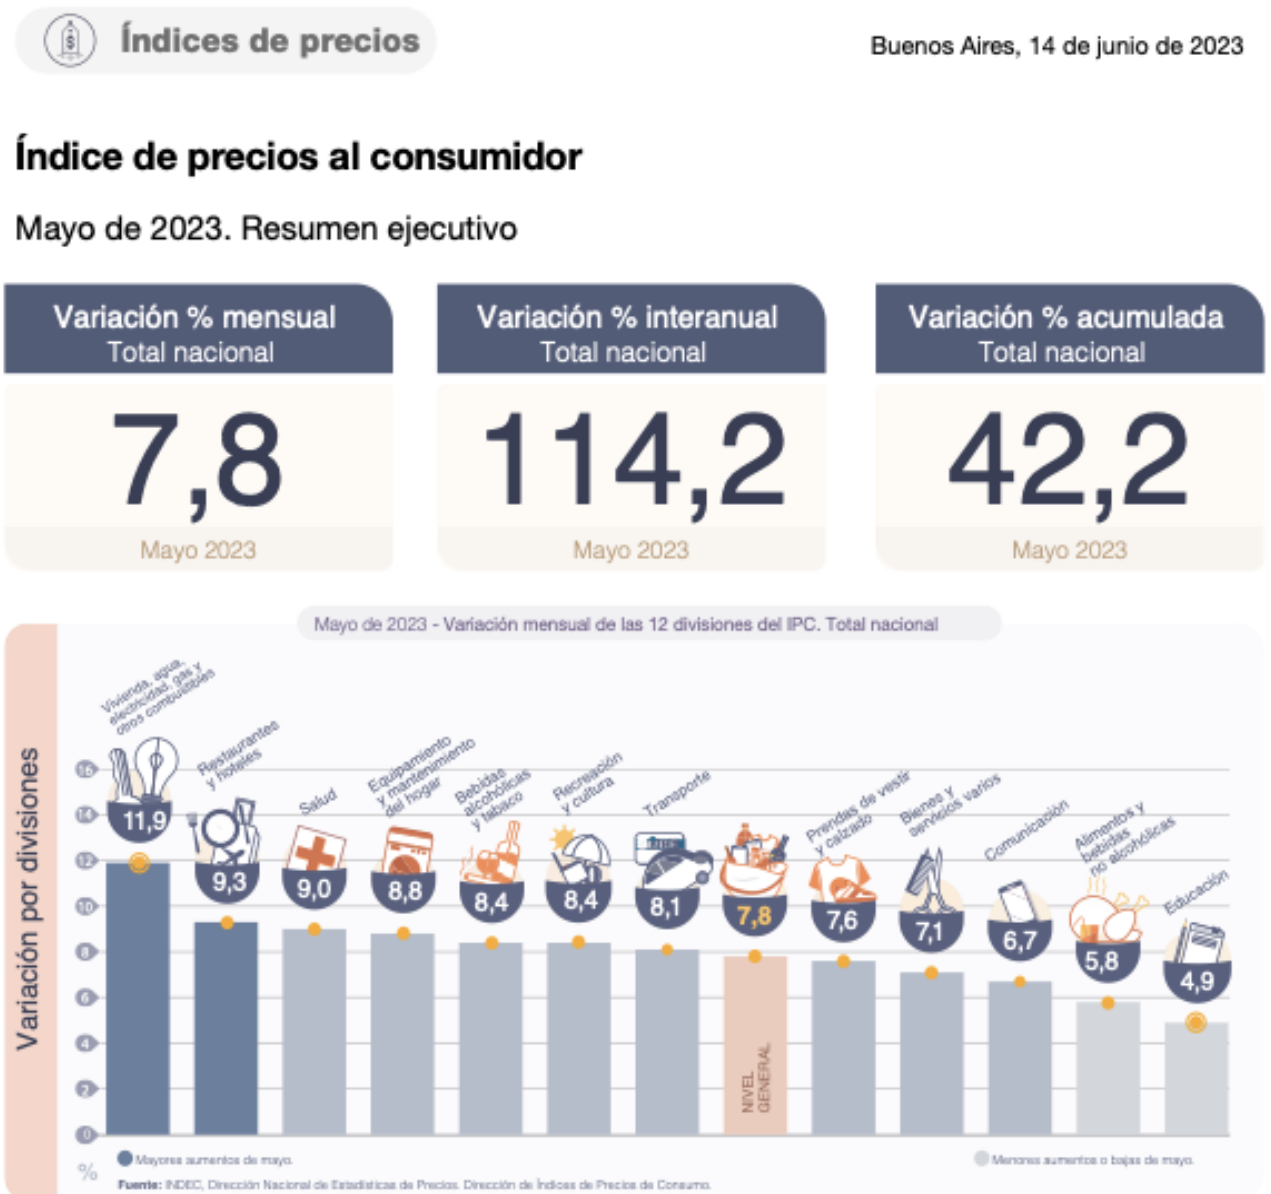 Índices de precios
Buenos Aires, 14 de junio de 2023
Índice de precios al consumidor
Mayo de 2023. Resumen ejecutivo
Variación % mensual
Total nacional
7,8
Mayo 2023
Variación % interanual
Total nacional
114,2
Mayo 2023
Variación % acumulada
Total nacional
42,2
Mayo 2023
Mayo de 2023 - Variación mensual de las 12 divisiones del IPC. Total nacional
Variación por divisiones
16
14
12
10
8
6
4
2
0
%
Vivienda, agua,
electricidad, gas y
otros combustibles
11,9
Restaurantes
y hoteles
9,3
Salud
9,0
Equipamiento
y mantenimiento
del hogar
8,8
Bebidas
alcohólicas
y tabaco
8,4
Recreación
y cultura
8,4
Transporte
8,1
7,8
NIVEL
GENERAL
Prendas de vestir
y calzado
7,6
Bienes y
servicios varios
7,1
Comunicación
6,7
Alimentos y
bebidas
no alcohólicas
5,8
Educación
4,9
Mayores aumentos de mayo.
Menores aumentos o bajas de mayo.
Fuente: INDEC, Dirección Nacional de Estadísticas de Precios. Dirección de Índices de Precios de Consumo.